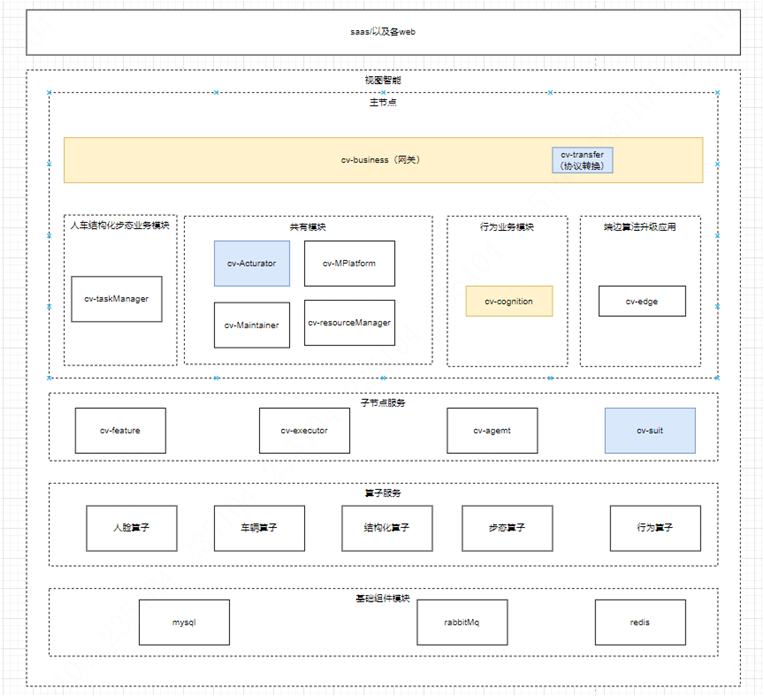 saas/以及各web
视图智能
主节点
cv-business（网关）
cv-transfer
（协议转换）
人车结构化步态业务模块
共有模块
行为业务模块
端边算法升级应用
cv-Acturator
cv-MPlatform
cv-taskManager
cv-cognition
cv-edge
cv-Maintainer
cv-resourceManager
子节点服务
cv-feature
cv-executor
cv-agemt
cv-suit
算子服务
人脸算子
车辆算子
结构化算子
步态算子
行为算子
基础组件模块
mysql
rabbitMq
redis